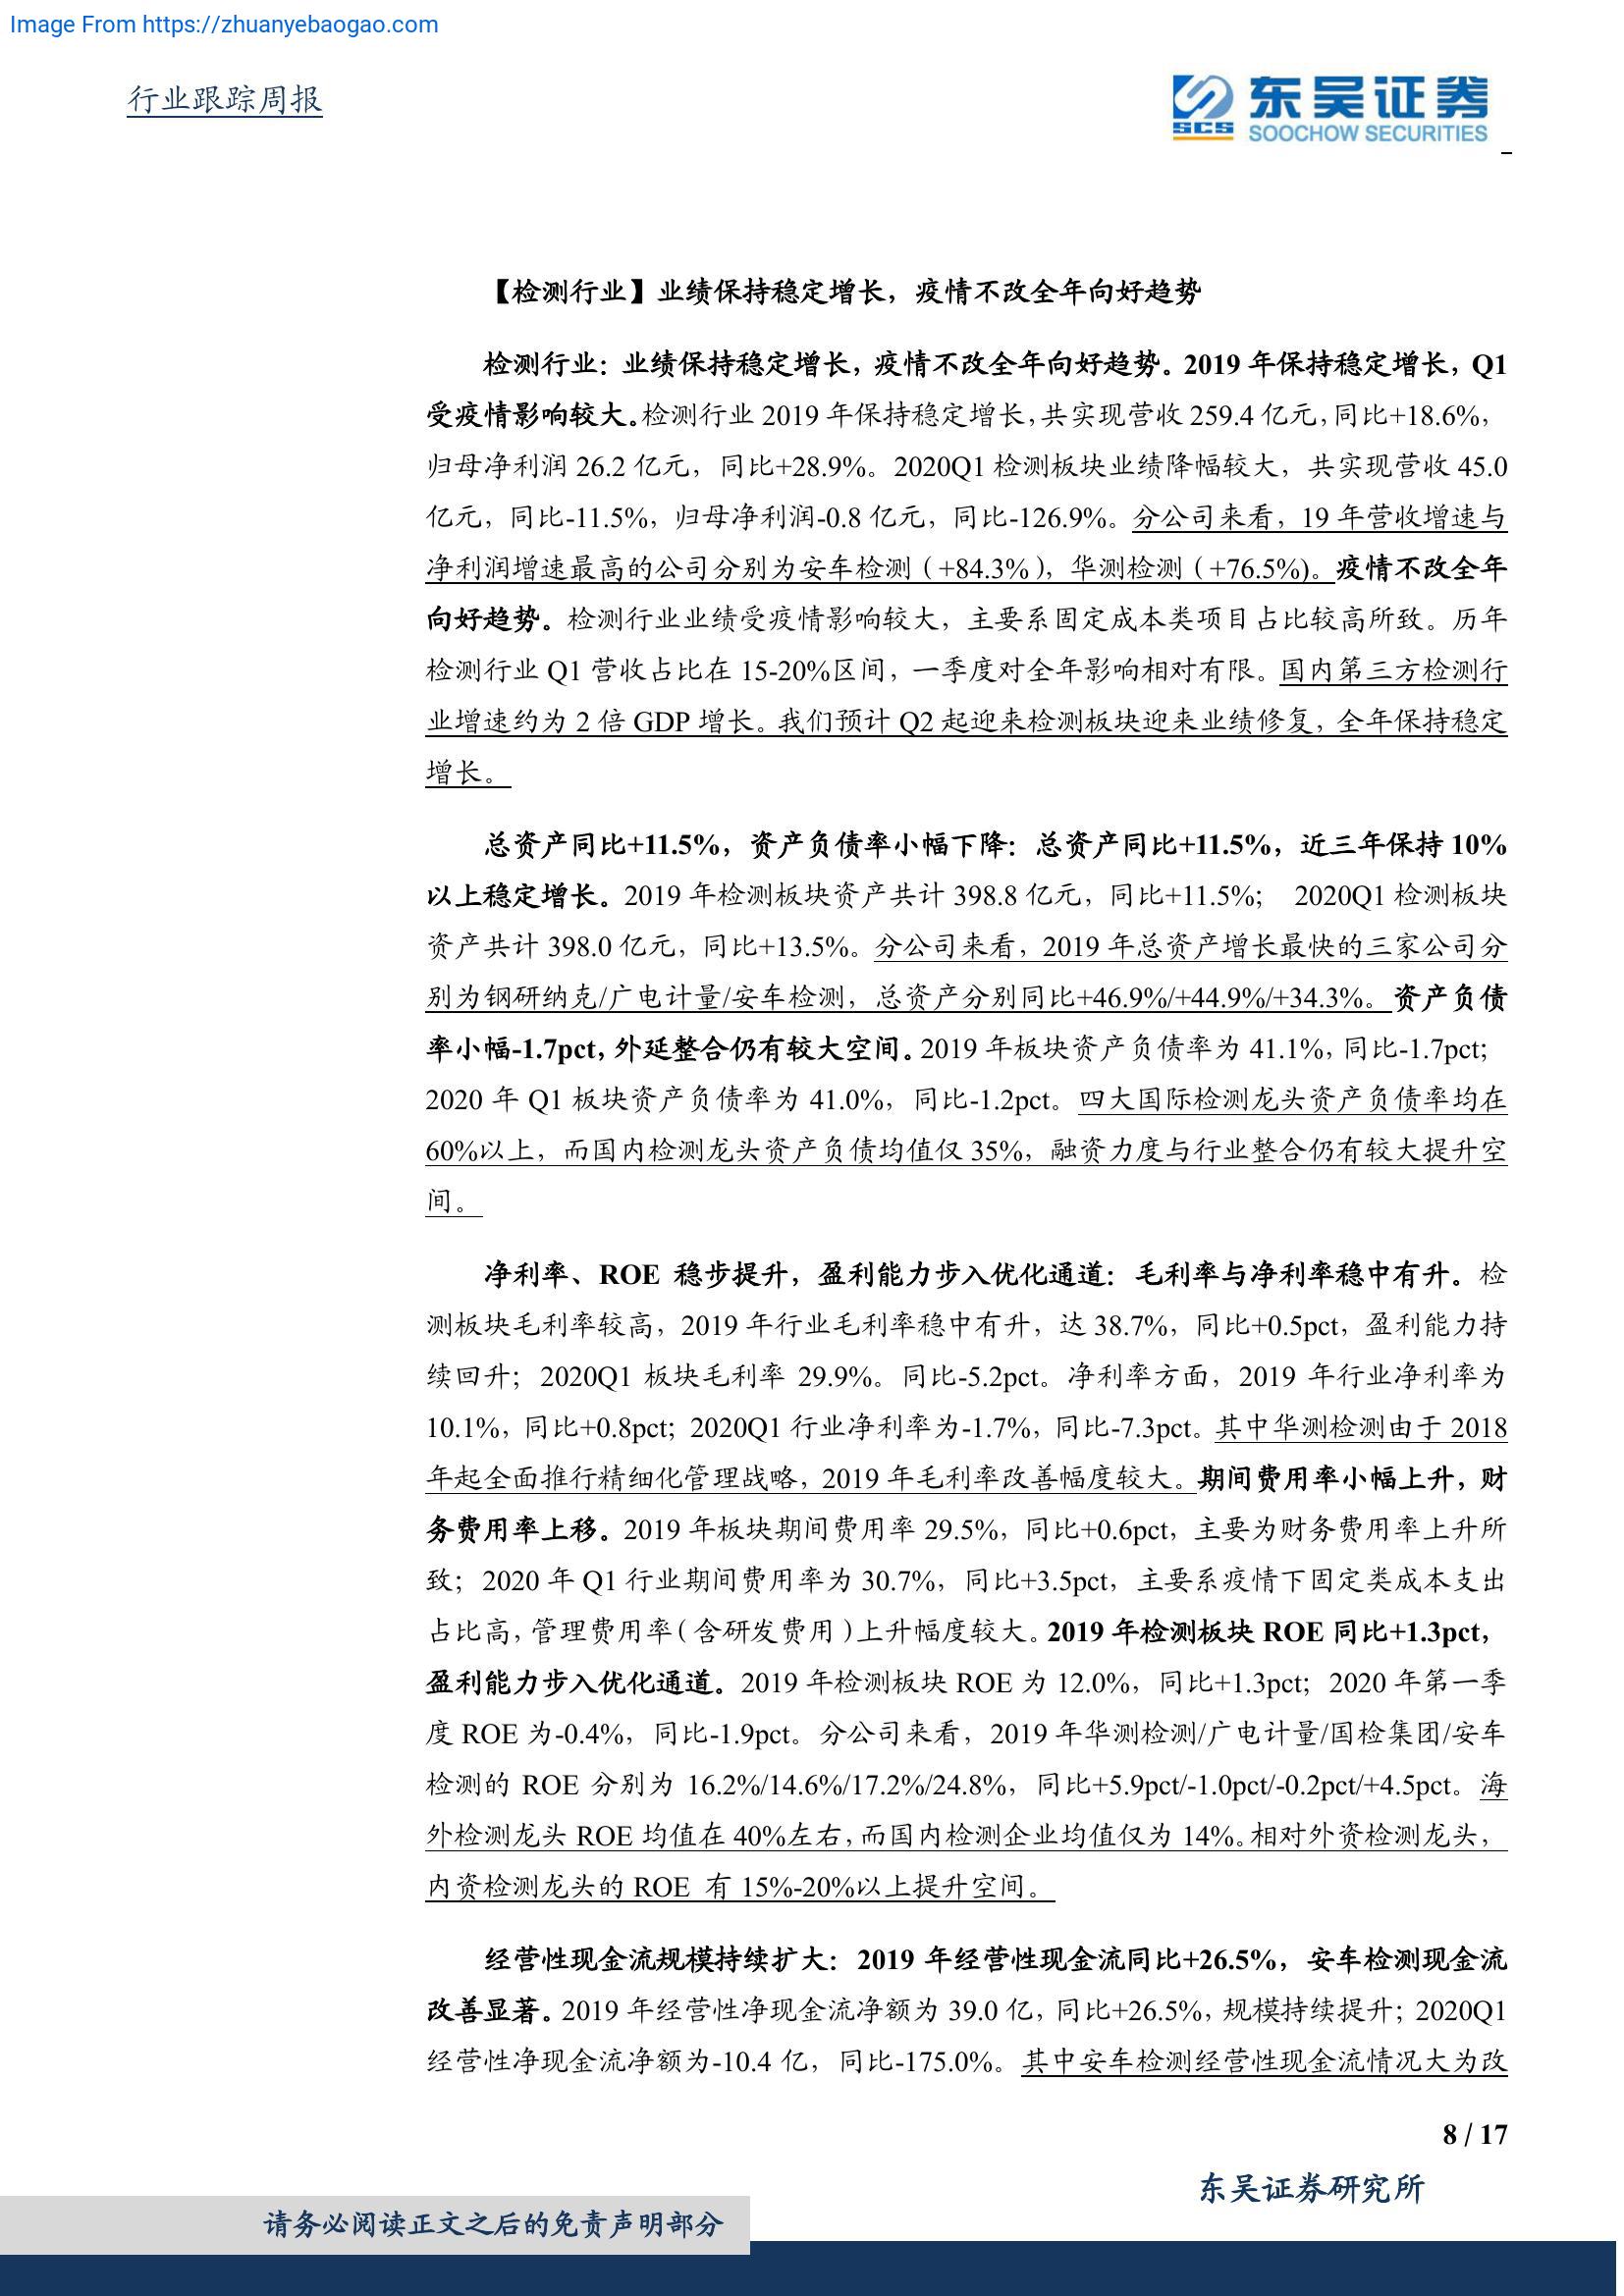 Image From https://zhuanyebaogao.com
行业跟踪周报
东吴证券
SCS
SOOCHOW SECURITIES
【检测行业】业绩保持稳定增长，疫情不改全年向好趋势
检测行业：业绩保持稳定增长，疫情不改全年向好趋势。2019 年保持稳定增长，Q1
受疫情影响较大。检测行业 2019 年保持稳定增长，共实现营收 259.4 亿元，同比+18.6%，
归母净利润 26.2 亿元，同比+28.9%。2020Q1 检测板块业绩降幅较大，共实现营收 45.0
亿元，同比-11.5%，归母净利润-0.8 亿元，同比-126.9%。分公司来看，19 年营收增速与
净利润增速最高的公司分别为安车检测（+84.3%），华测检测（+76.5%)。疫情不改全年
向好趋势。检测行业业绩受疫情影响较大，主要系固定成本类项目占比较高所致。历年
检测行业 Q1 营收占比在 15-20%区间，一季度对全年影响相对有限。国内第三方检测行
业增速约为 2 倍 GDP 增长。我们预计 Q2 起迎来检测板块迎来业绩修复，全年保持稳定
增长。
总资产同比+11.5%，资产负债率小幅下降：总资产同比+11.5%，近三年保持 10%
以上稳定增长。2019 年检测板块资产共计 398.8 亿元，同比+11.5%； 2020Q1 检测板块
资产共计 398.0 亿元，同比+13.5%。分公司来看，2019 年总资产增长最快的三家公司分
别为钢研纳克/广电计量/安车检测，总资产分别同比+46.9%/+44.9%/+34.3%。资产负债
率小幅-1.7pct，外延整合仍有较大空间。2019 年板块资产负债率为 41.1%，同比-1.7pct；
2020 年 Q1 板块资产负债率为 41.0%，同比-1.2pct。四大国际检测龙头资产负债率均在
60%以上，而国内检测龙头资产负债均值仅 35%，融资力度与行业整合仍有较大提升空
间。
净利率、ROE 稳步提升，盈利能力步入优化通道：毛利率与净利率稳中有升。检
测板块毛利率较高，2019 年行业毛利率稳中有升，达 38.7%，同比+0.5pct，盈利能力持
续回升；2020Q1 板块毛利率 29.9%。同比-5.2pct。净利率方面，2019 年行业净利率为
10.1%，同比+0.8pct；2020Q1 行业净利率为-1.7%，同比-7.3pct。其中华测检测由于 2018
年起全面推行精细化管理战略，2019 年毛利率改善幅度较大。期间费用率小幅上升，财
务费用率上移。2019 年板块期间费用率 29.5%，同比+0.6pct，主要为财务费用率上升所
致；2020 年 Q1 行业期间费用率为 30.7%，同比+3.5pct，主要系疫情下固定类成本支出
占比高，管理费用率（含研发费用）上升幅度较大。2019 年检测板块 ROE 同比+1.3pct，
盈利能力步入优化通道。2019 年检测板块 ROE 为 12.0%，同比+1.3pct；2020 年第一季
度 ROE 为-0.4%，同比-1.9pct。分公司来看，2019 年华测检测/广电计量/国检集团/安车
检测的 ROE 分别为 16.2%/14.6%/17.2%/24.8%，同比+5.9pct/-1.0pct/-0.2pct/+4.5pct。海
外检测龙头 ROE 均值在 40%左右，而国内检测企业均值仅为 14%。相对外资检测龙头，
内资检测龙头的 ROE 有 15%-20%以上提升空间。
经营性现金流规模持续扩大：2019 年经营性现金流同比+26.5%，安车检测现金流
改善显著。2019 年经营性净现金流净额为 39.0 亿，同比+26.5%，规模持续提升；2020Q1
经营性净现金流净额为-10.4 亿，同比-175.0%。其中安车检测经营性现金流情况大为改
8 / 17
东吴证券研究所
请务必阅读正文之后的免责声明部分